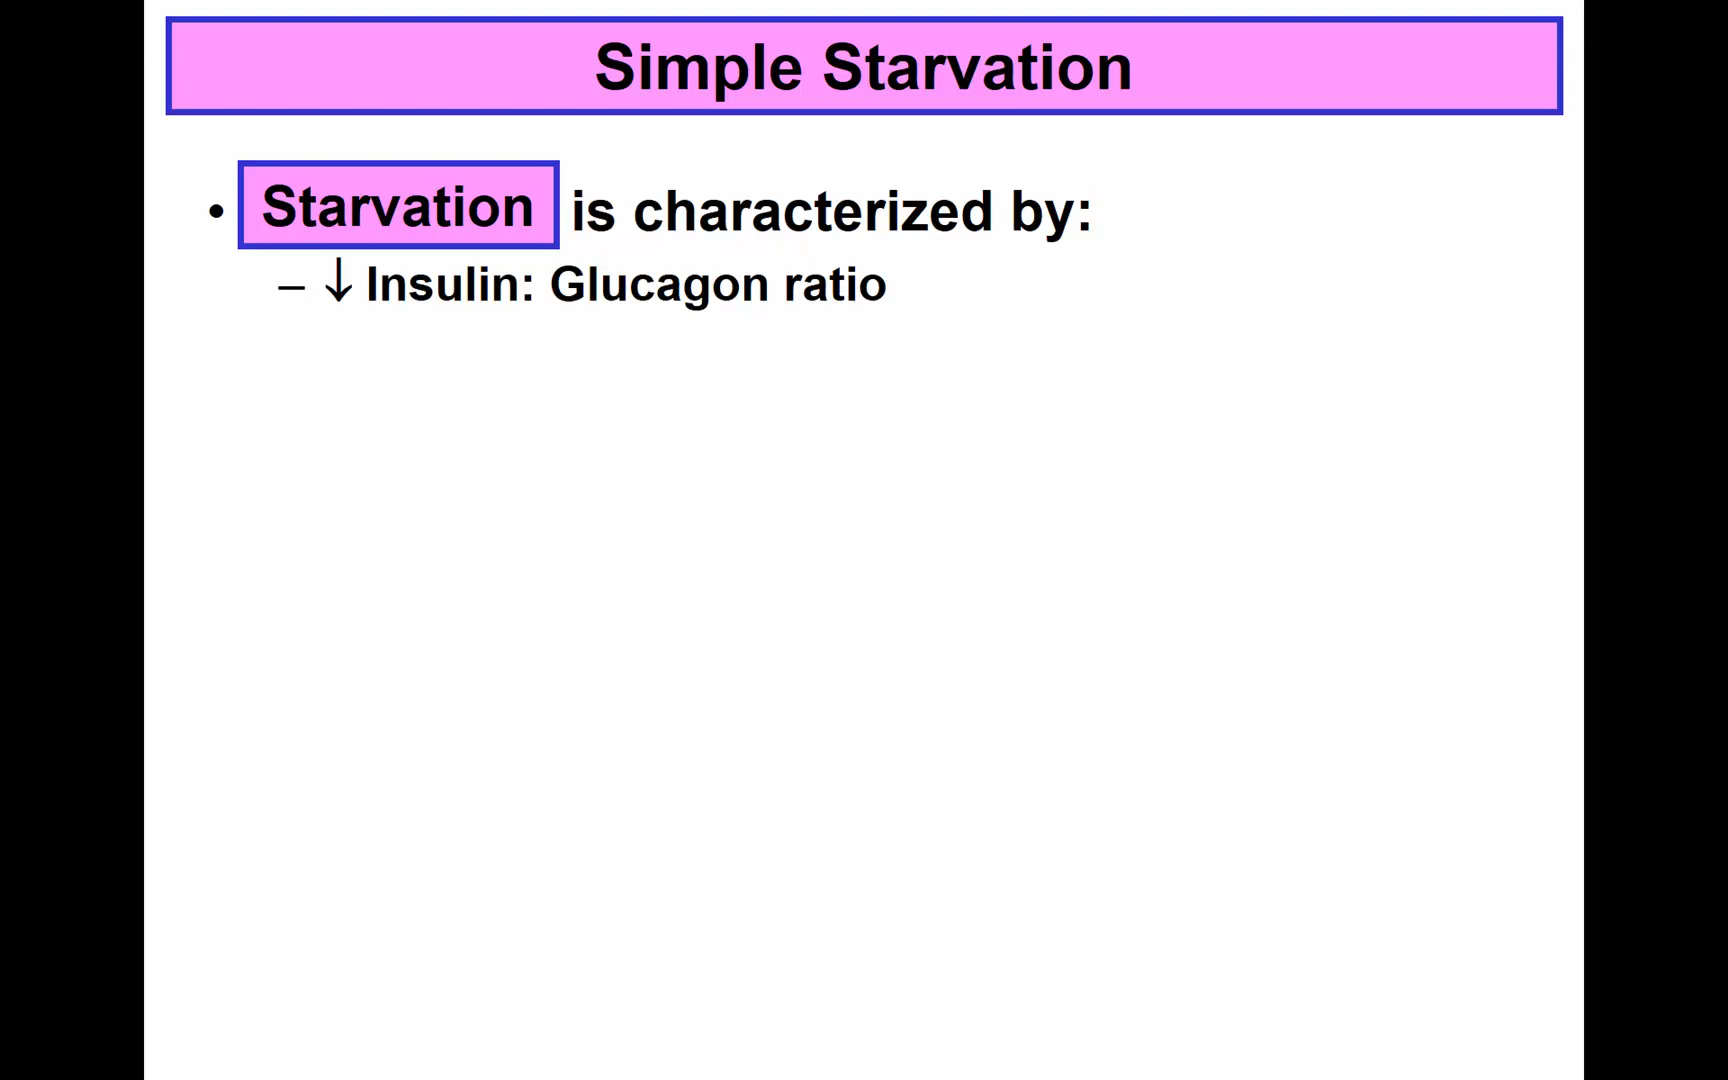 Simple Starvation
• Starvation is characterized by:
– ↓ Insulin: Glucagon ratio